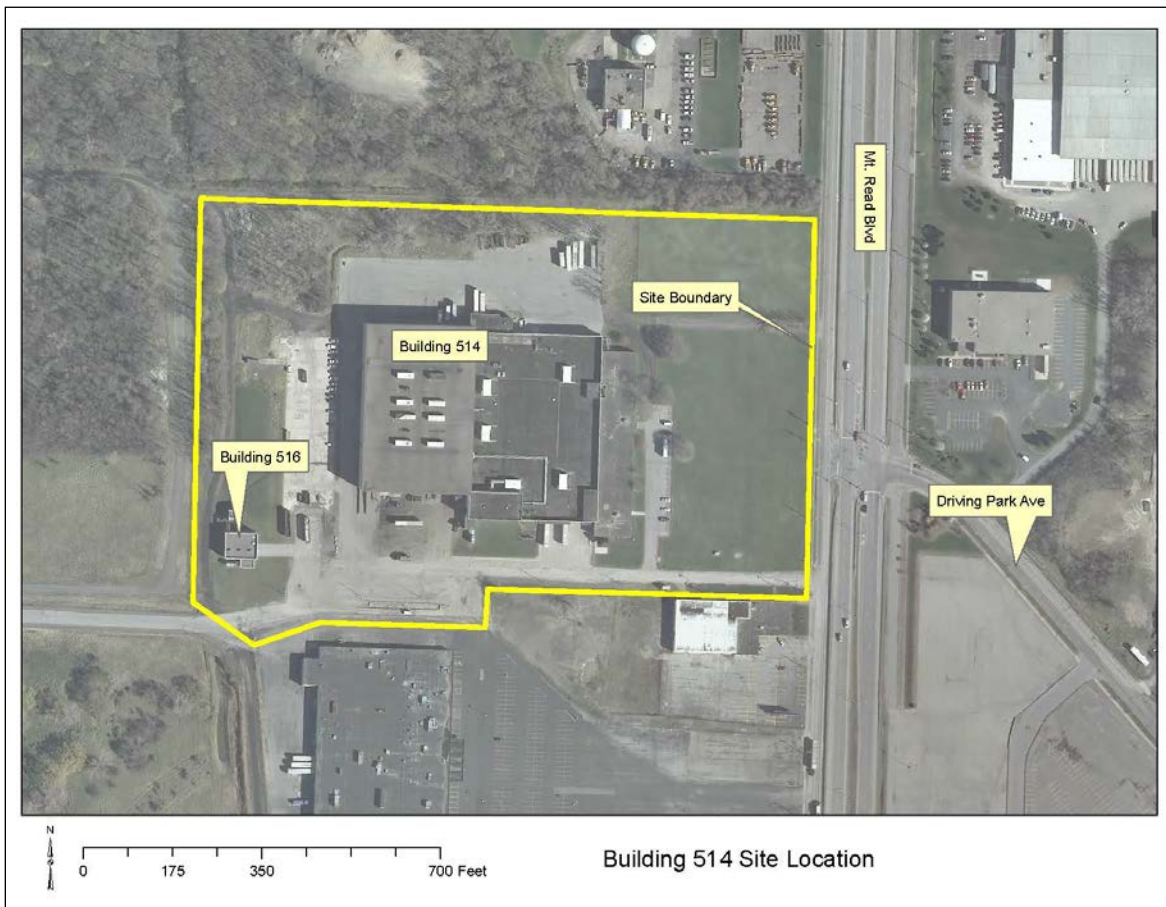 Mt. Read Blvd
Site Boundary
Building 514
Building 516
Driving Park Ave
N
0 175 350 700 Feet
Building 514 Site Location